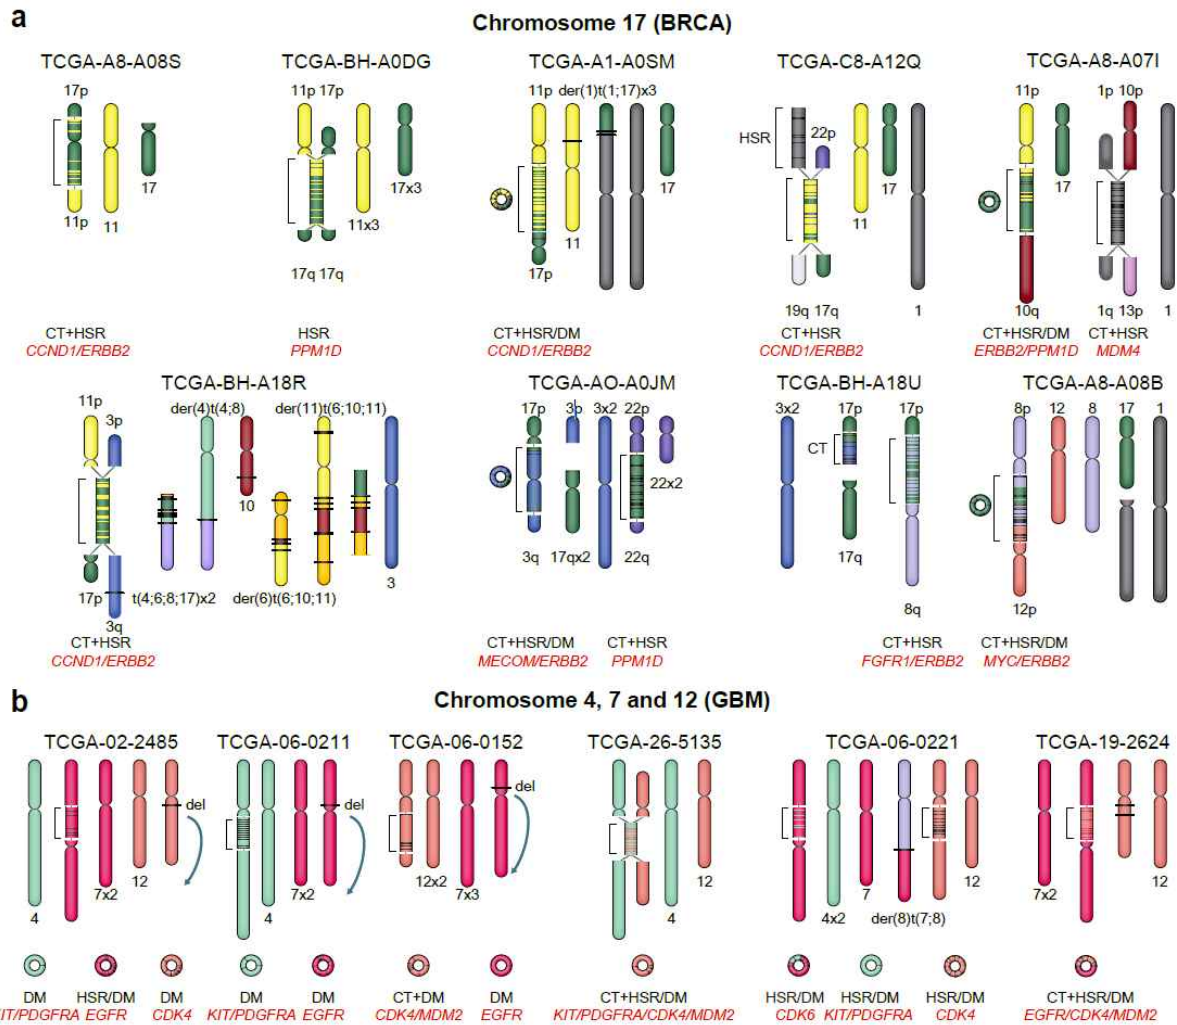 a
Chromosome 17 (BRCA)
TCGA-A8-A08S
TCGA-BH-A0DG
TCGA-A1-A0SM
TCGA-C8-A12Q
TCGA-A8-A07I
17p
11p 17p
11p der(1)t(1;17)x3
11p
1p
10p
HSR
22p
17
17x3
17
17
17
11p
11
11x3
11
11
17p
17q 17q
19q 17q
1
10q
1q 13p
1
CT+HSR
HSR
CT+HSR/DM
CT+HSR
CT+HSR/DM
CT+HSR
CCND1/ERBB2
PPM1D
CCND1/ERBB2
CCND1/ERBB2
ERBB2/PPM1D
MDM4
TCGA-BH-A18R
TCGA-AO-A0JM
TCGA-BH-A18U
TCGA-A8-A08B
11p
3p
der(4)t(4;8)
der(11)t(6;10;11)
17p
3p
3x2
22p
3x2
17p
17p
8p
12
8
17
1
CT
10
22x2
3
3q
17qx2
22q
17q
17p
t(4;6;8;17)x2
der(6)t(6;10;11)
8q
12p
3q
CT+HSR
CT+HSR/DM
CT+HSR
CT+HSR
CT+HSR/DM
CCND1/ERBB2
MECOM/ERBB2
PPM1D
FGFR1/ERBB2
MYC/ERBB2
b
Chromosome 4, 7 and 12 (GBM)
TCGA-02-2485
TCGA-06-0211
TCGA-06-0152
TCGA-26-5135
TCGA-06-0221
TCGA-19-2624
del
del
del
4
7x2
12
4
7x2
12x2
7x3
4
12
4x2
7
der(8)t(7;8)
12
7x2
12
DM
HSR/DM
DM
DM
DM
CT+DM
DM
CT+HSR/DM
HSR/DM
HSR/DM
HSR/DM
CT+HSR/DM
KIT/PDGFRA
EGFR
CDK4
KIT/PDGFRA
EGFR
CDK4/MDM2
EGFR
KIT/PDGFRA/CDK4/MDM2
CDK6
KIT/PDGFRA
CDK4
EGFR/CDK4/MDM2